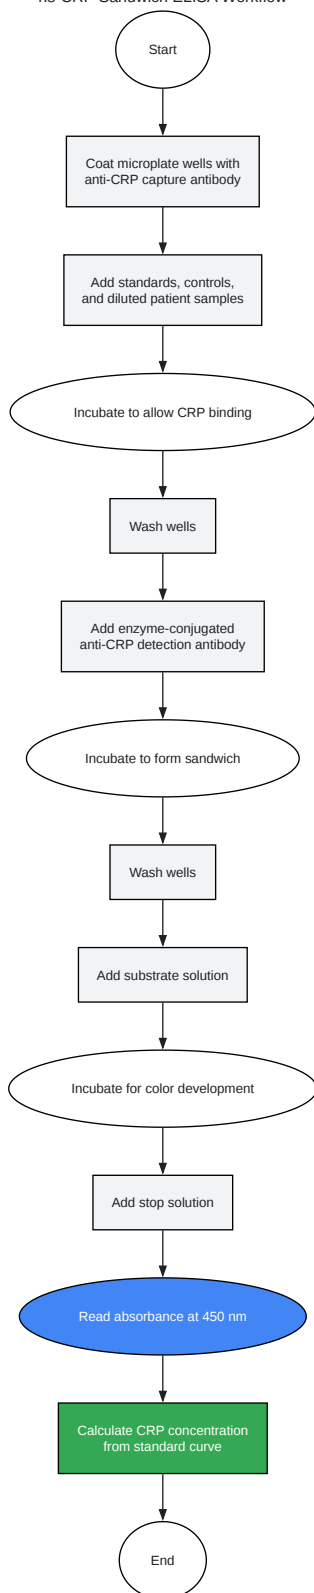 hs-CRP Sandwich ELISA Workflow
Start
Coat microplate wells with
anti-CRP capture antibody
Add standards, controls,
and diluted patient samples
Incubate to allow CRP binding
Wash wells
Add enzyme-conjugated
anti-CRP detection antibody
Incubate to form sandwich
Wash wells
Add substrate solution
Incubate for color development
Add stop solution
Read absorbance at 450 nm
Calculate CRP concentration
from standard curve
End